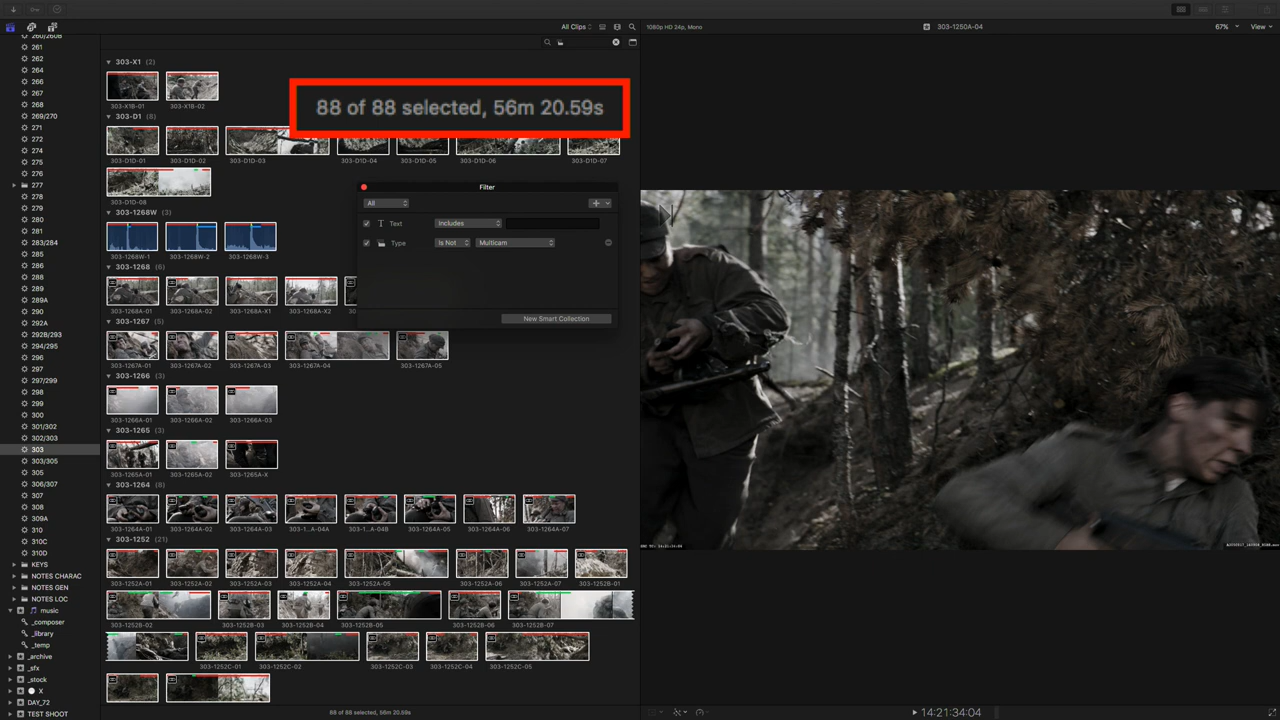 All Clips
1080p HD 24p, Mono
303-1250A-04
67%
View
260/260B
261
262
264
266
267
268
269/270
271
272
274
275
276
277
278
279
280
281
283/284
285
286
288
289
289A
290
292A
292B/293
294/295
296
297
297/299
298
299
300
301/302
302/303
303
303/305
305
306/307
307
308
309A
310
310C
310D
KEYS
NOTES CHARAC
NOTES GEN
NOTES LOC
music
_composer
_library
_temp
_archive
_sfx
_stock
X
DAY_72
TEST SHOOT
303-X1 (2)
303-X1B-01 303-X1B-02
88 of 88 selected, 56m 20.59s
303-D1 (8)
303-D1D-01 303-D1D-02 303-D1D-03 303-D1D-04 303-D1D-05 303-D1D-06 303-D1D-07
303-D1D-08
303-1268W (3)
303-1268W-1 303-1268W-2 303-1268W-3
303-1268 (6)
303-1268A-01 303-1268A-02 303-1268A-X1 303-1268A-X2
303-1267 (5)
303-1267A-01 303-1267A-02 303-1267A-03 303-1267A-04 303-1267A-05
303-1266 (3)
303-1266A-01 303-1266A-02 303-1266A-03
303-1265 (3)
303-1265A-01 303-1265A-02 303-1265A-X
303-1264 (8)
303-1264A-01 303-1264A-02 303-1264A-03 303-1...A-04A 303-1...A-04B 303-1264A-05 303-1264A-06 303-1264A-07
303-1252 (21)
303-1252A-01 303-1252A-02 303-1252A-03 303-1252A-04 303-1252A-05 303-1252A-06 303-1252A-07 303-1252B-01
303-1252B-02 303-1252B-03 303-1252B-04 303-1252B-05 303-1252B-06 303-1252B-07
303-1252C-01 303-1252C-02 303-1252C-03 303-1252C-04 303-1252C-05
88 of 88 selected, 56m 20.59s
Filter
All
Text Includes
Type Is Not Multicam
New Smart Collection
14:21:34:04